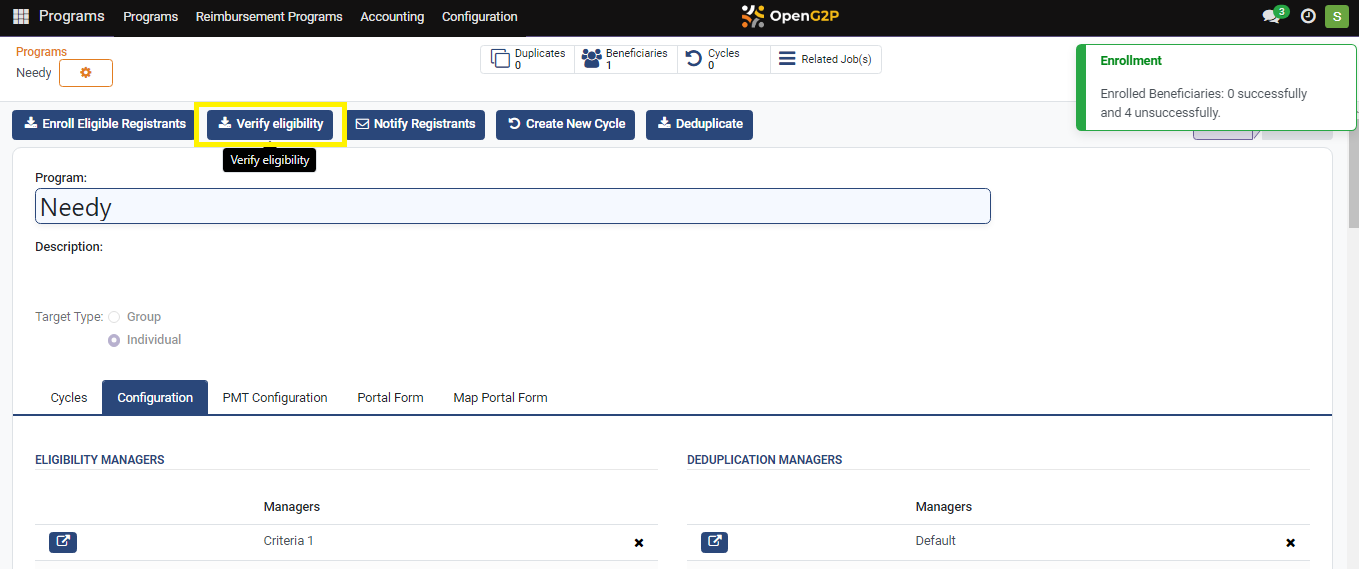 Programs Programs Reimbursement Programs Accounting Configuration OpenG2P 3 S
Programs
Needy
Duplicates 0
Beneficiaries 1
Cycles 0
Related Job(s)
Enrollment
Enrolled Beneficiaries: 0 successfully
and 4 unsuccessfully.
Enroll Eligible Registrants Verify eligibility Notify Registrants Create New Cycle Deduplicate
Verify eligibility
Program:
Needy
Description:
Target Type: Group
Individual
Cycles Configuration PMT Configuration Portal Form Map Portal Form
ELIGIBILITY MANAGERS DEDUPLICATION MANAGERS
Managers Managers
Criteria 1 Default